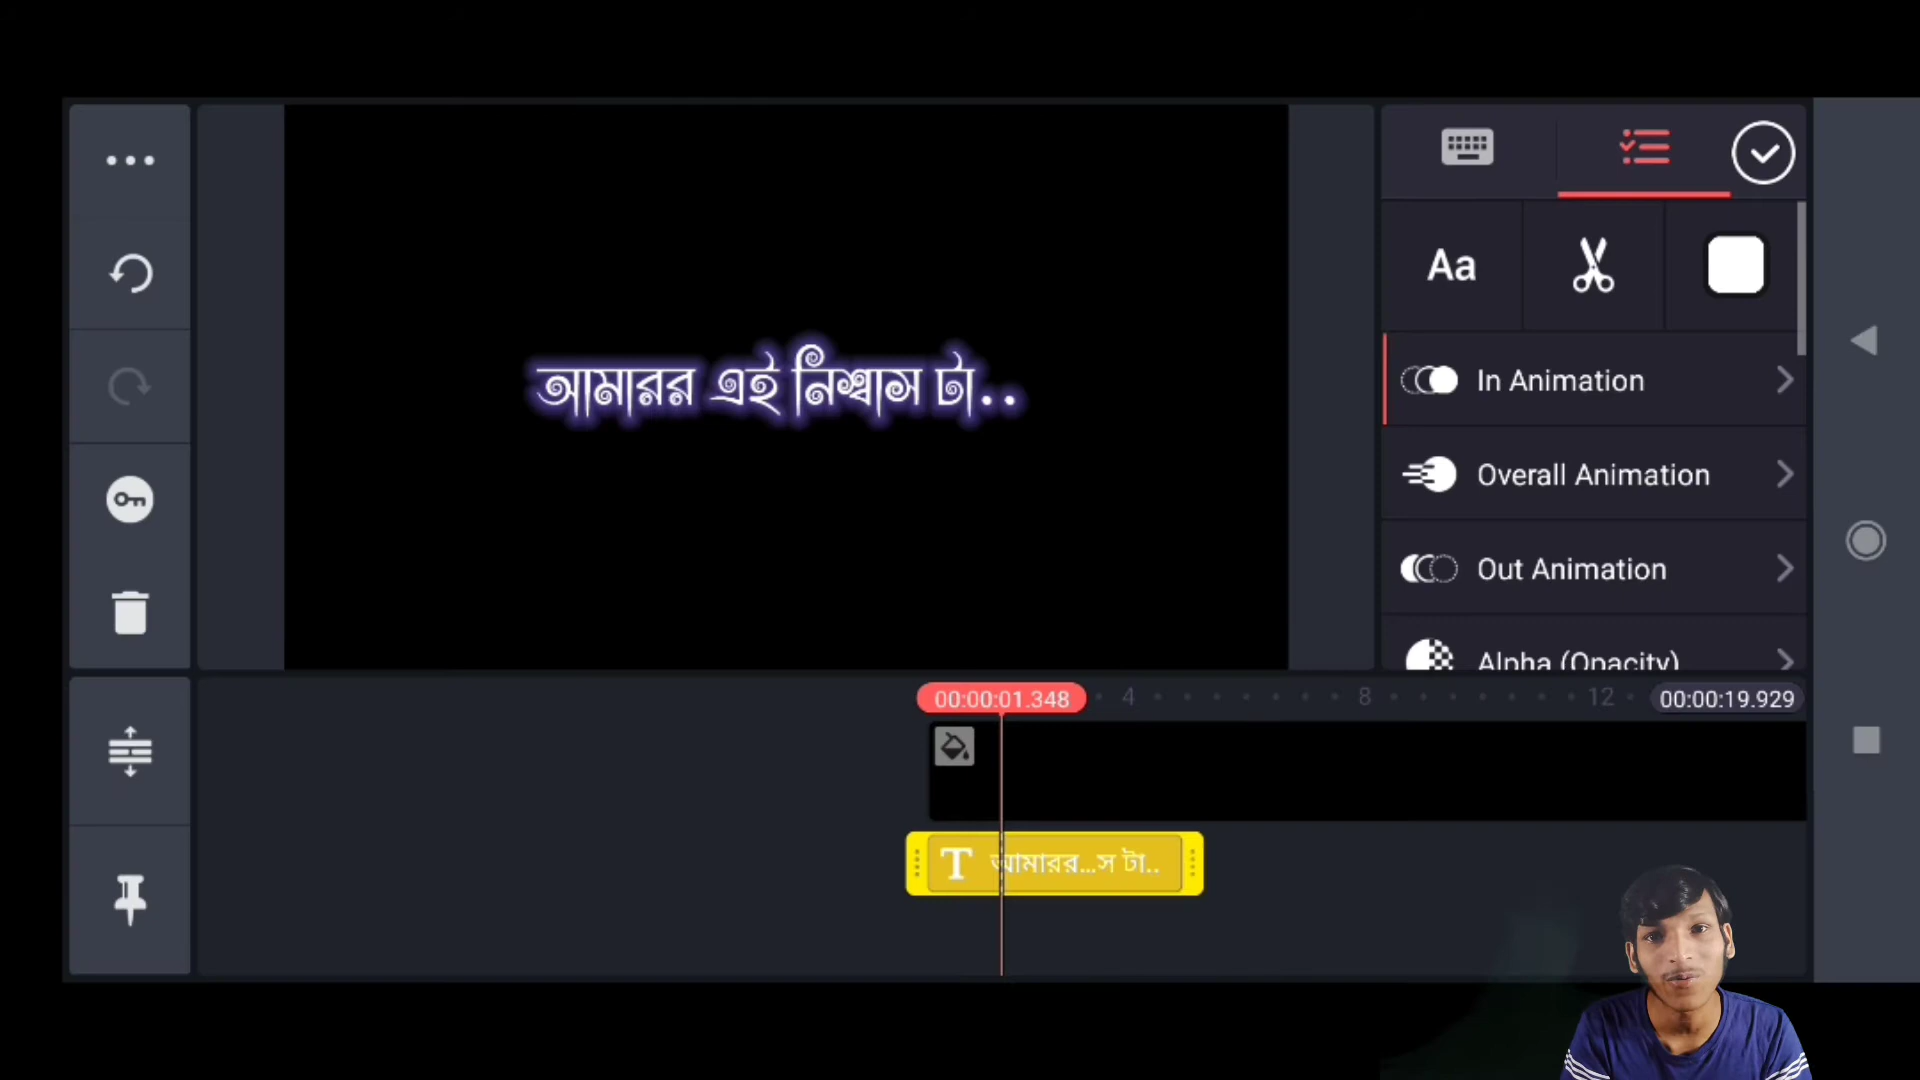 Aa
আমারর এই নিশ্বাস টা..
In Animation
Overall Animation
Out Animation
Alpha (Opacity)
00:00:01.348
4
8
12
00:00:19.929
T আমারর...স টা..